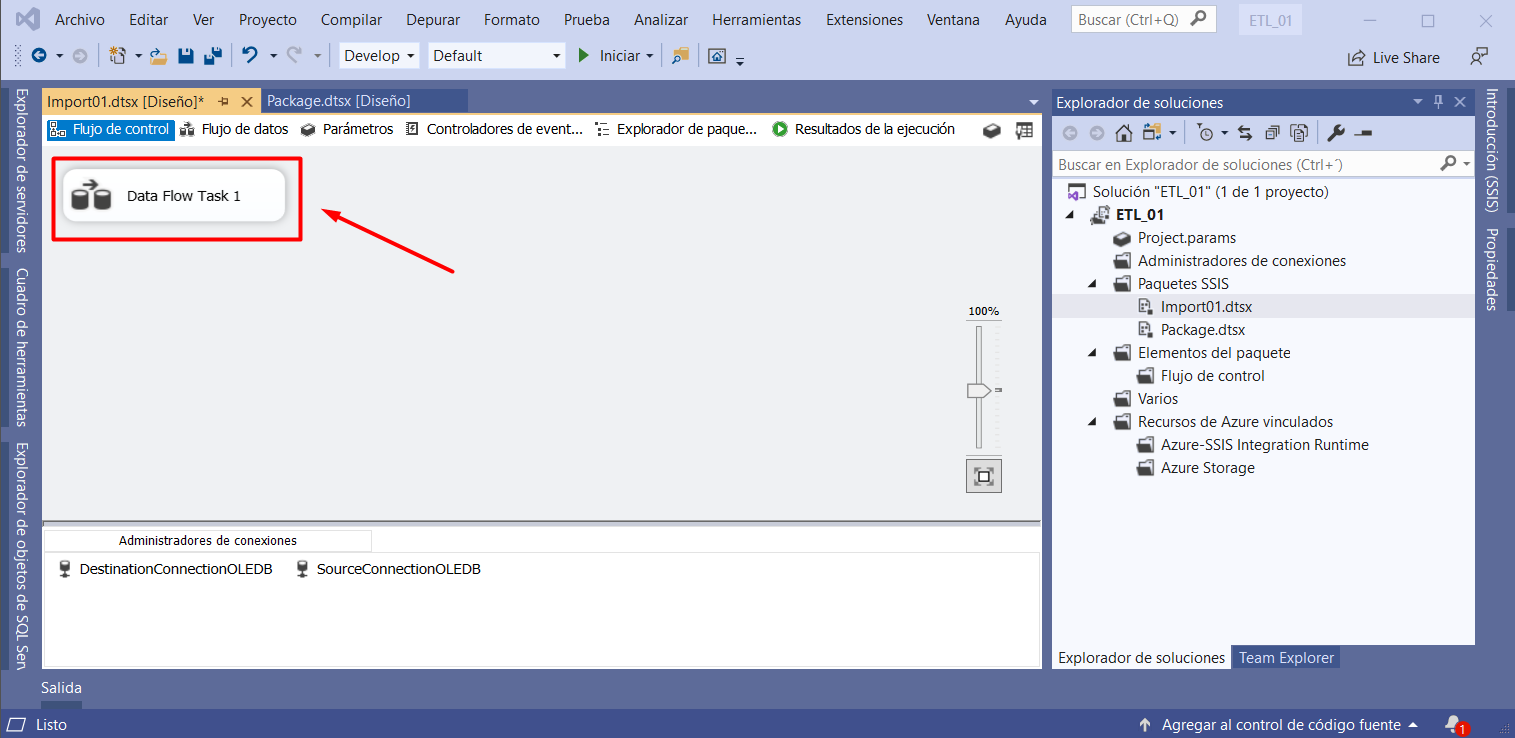 Archivo Editar Ver Proyecto Compilar Depurar Formato Prueba Analizar Herramientas Extensiones Ventana Ayuda Buscar (Ctrl+Q) ETL_01
Develop Default Iniciar Live Share
Explorador de servidores
Cuadro de herramientas
Explorador de objetos de SQL Serv
Import01.dtsx [Diseño]* Package.dtsx [Diseño]
Flujo de control Flujo de datos Parámetros Controladores de event... Explorador de paque... Resultados de la ejecución
Data Flow Task 1
100%
Administradores de conexiones
DestinationConnectionOLEDB SourceConnectionOLEDB
Explorador de soluciones
Buscar en Explorador de soluciones (Ctrl+´)
Solución "ETL_01" (1 de 1 proyecto)
ETL_01
Project.params
Administradores de conexiones
Paquetes SSIS
Import01.dtsx
Package.dtsx
Elementos del paquete
Flujo de control
Varios
Recursos de Azure vinculados
Azure-SSIS Integration Runtime
Azure Storage
Explorador de soluciones Team Explorer
Introducción (SSIS)
Propiedades
Salida
Listo Agregar al control de código fuente 1